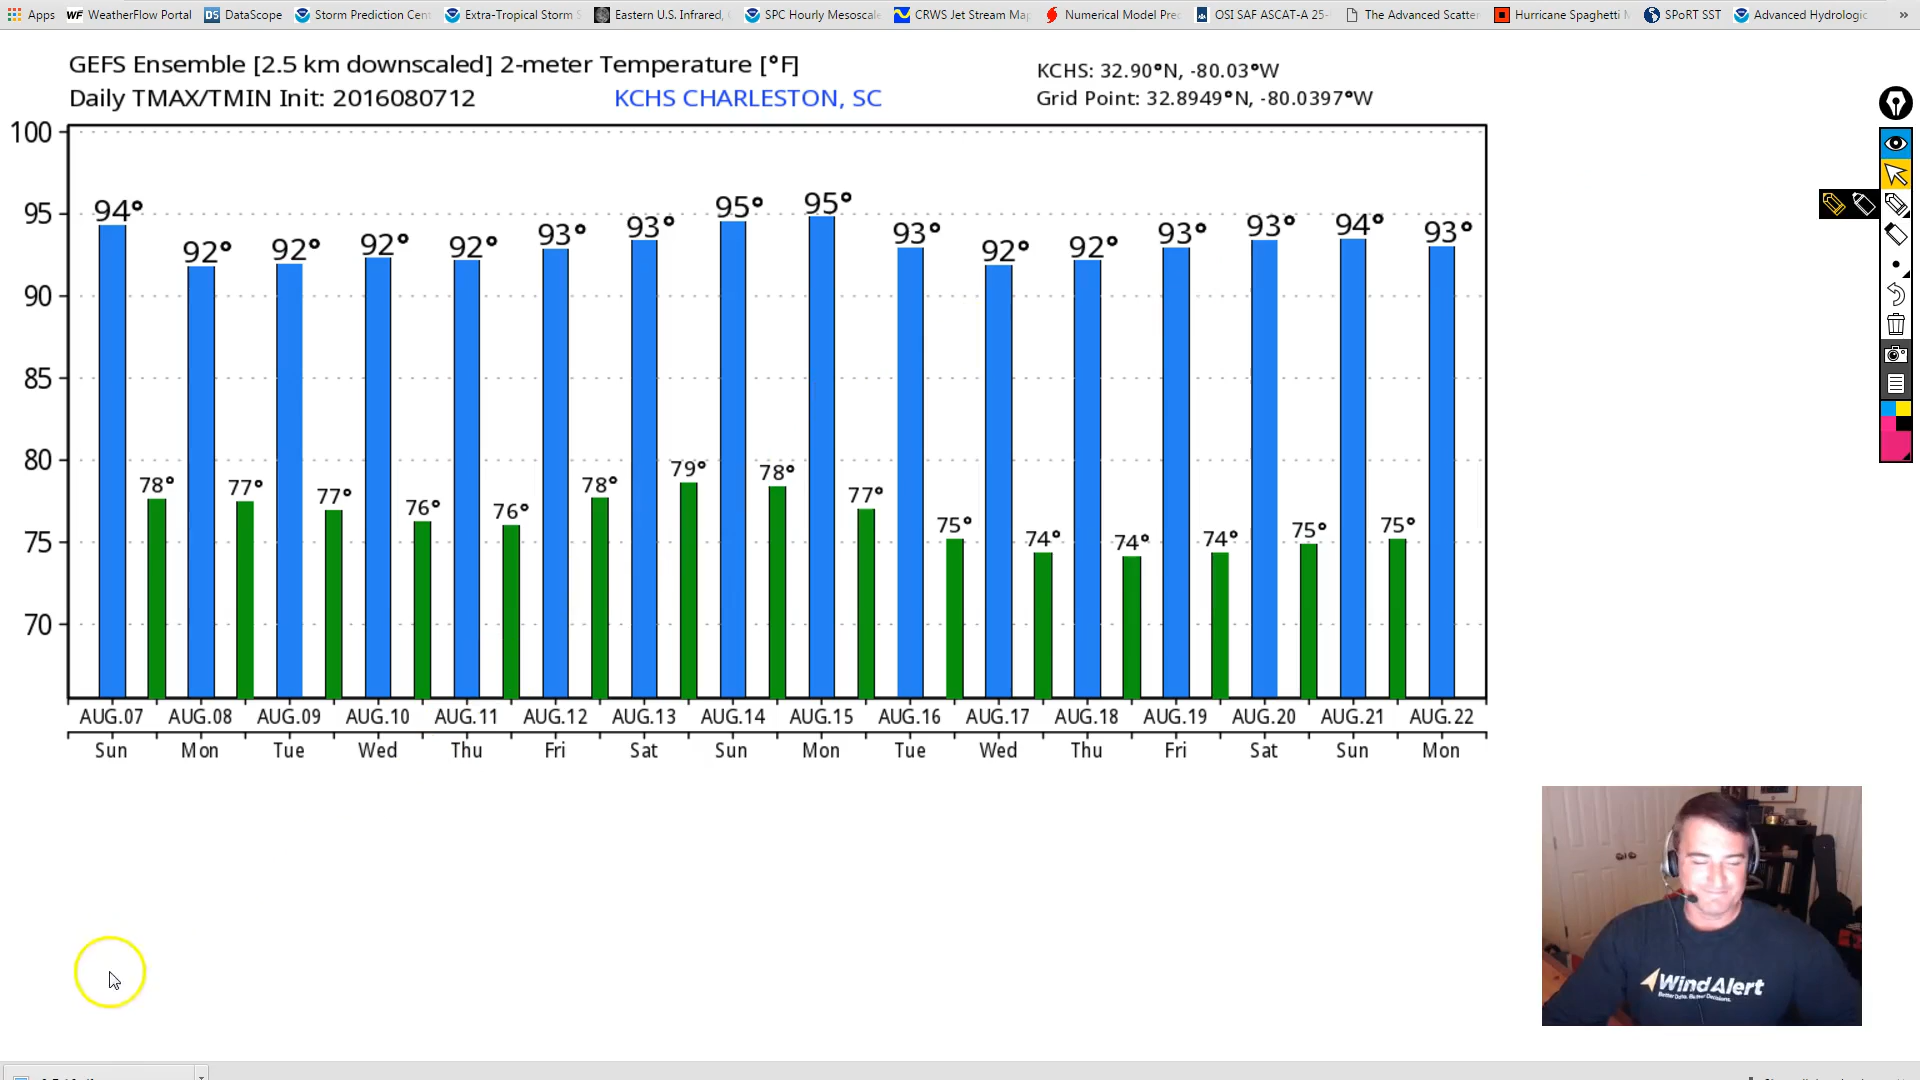 Apps WeatherFlow Portal DataScope Storm Prediction Cen Extra-Tropical Storm S Eastern U.S. Infrared, SPC Hourly Mesoscale CRWS Jet Stream Map Numerical Model Pre OSI SAF ASCAT-A 25- The Advanced Scatter Hurricane Spaghetti SPoRT SST Advanced Hydrologic »
GEFS Ensemble [2.5 km downscaled] 2-meter Temperature [°F]
Daily TMAX/TMIN Init: 2016080712 KCHS CHARLESTON, SC
KCHS: 32.90°N, -80.03°W
Grid Point: 32.8949°N, -80.0397°W
100
95
90
85
80
75
70
94° 92° 92° 92° 92° 93° 93° 95° 95° 93° 92° 92° 93° 93° 94° 93°
78° 77° 77° 76° 76° 78° 79° 78° 77° 75° 74° 74° 74° 75° 75°
AUG.07 AUG.08 AUG.09 AUG.10 AUG.11 AUG.12 AUG.13 AUG.14 AUG.15 AUG.16 AUG.17 AUG.18 AUG.19 AUG.20 AUG.21 AUG.22
Sun Mon Tue Wed Thu Fri Sat Sun Mon Tue Wed Thu Fri Sat Sun Mon
WindAlert
Better Data. Better Decisions.